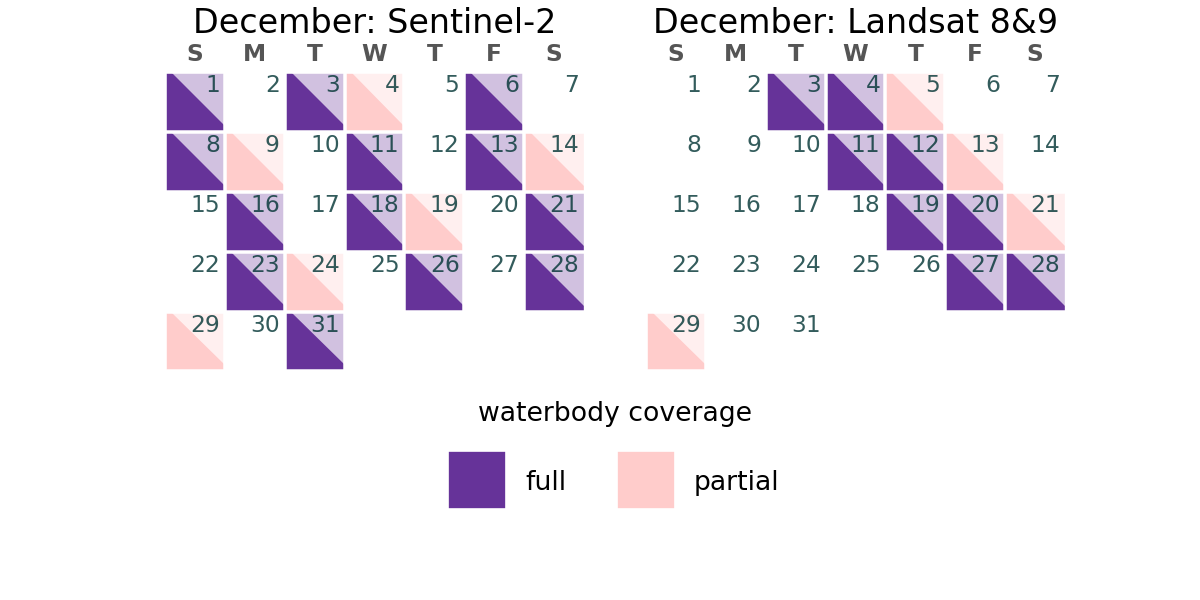 December: Sentinel-2
S M T W T F S
1 2 3 4 5 6 7
8 9 10 11 12 13 14
15 16 17 18 19 20 21
22 23 24 25 26 27 28
29 30 31
December: Landsat 8&9
S M T W T F S
1 2 3 4 5 6 7
8 9 10 11 12 13 14
15 16 17 18 19 20 21
22 23 24 25 26 27 28
29 30 31
waterbody coverage
full partial